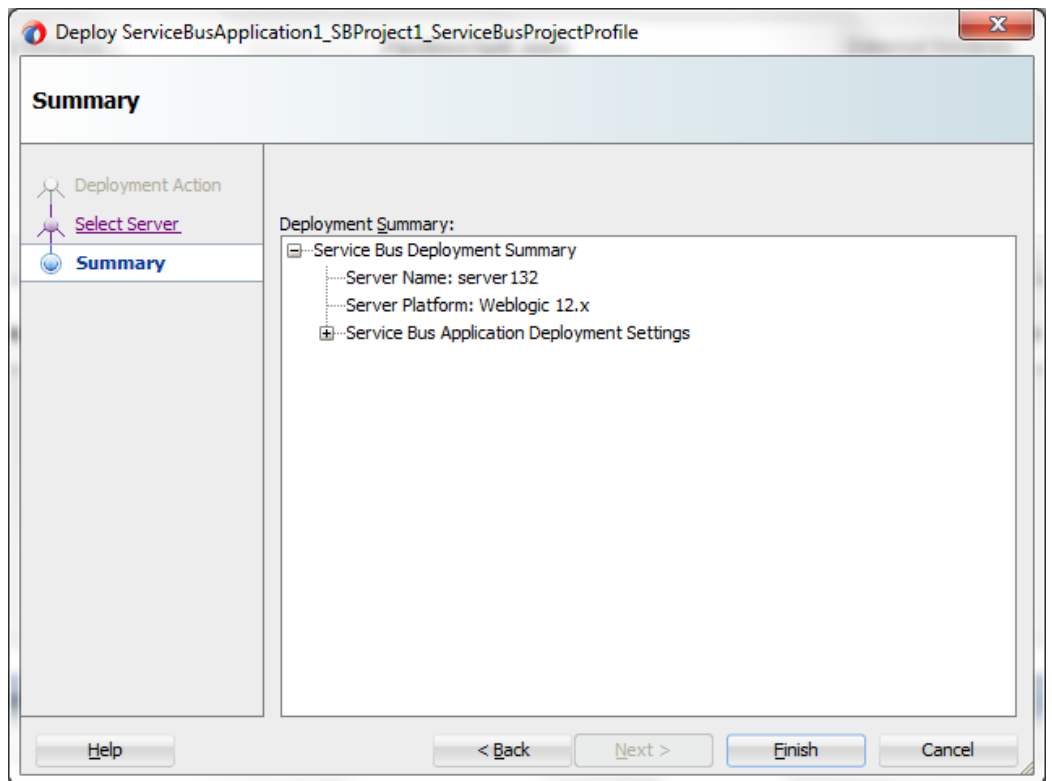 Deploy ServiceBusApplication1_SBProject1_ServiceBusProjectProfile
Summary
Deployment Action
Select Server
Summary
Deployment Summary:
Service Bus Deployment Summary
Server Name: server132
Server Platform: Weblogic 12.x
Service Bus Application Deployment Settings
Help
< Back
Next >
Finish
Cancel